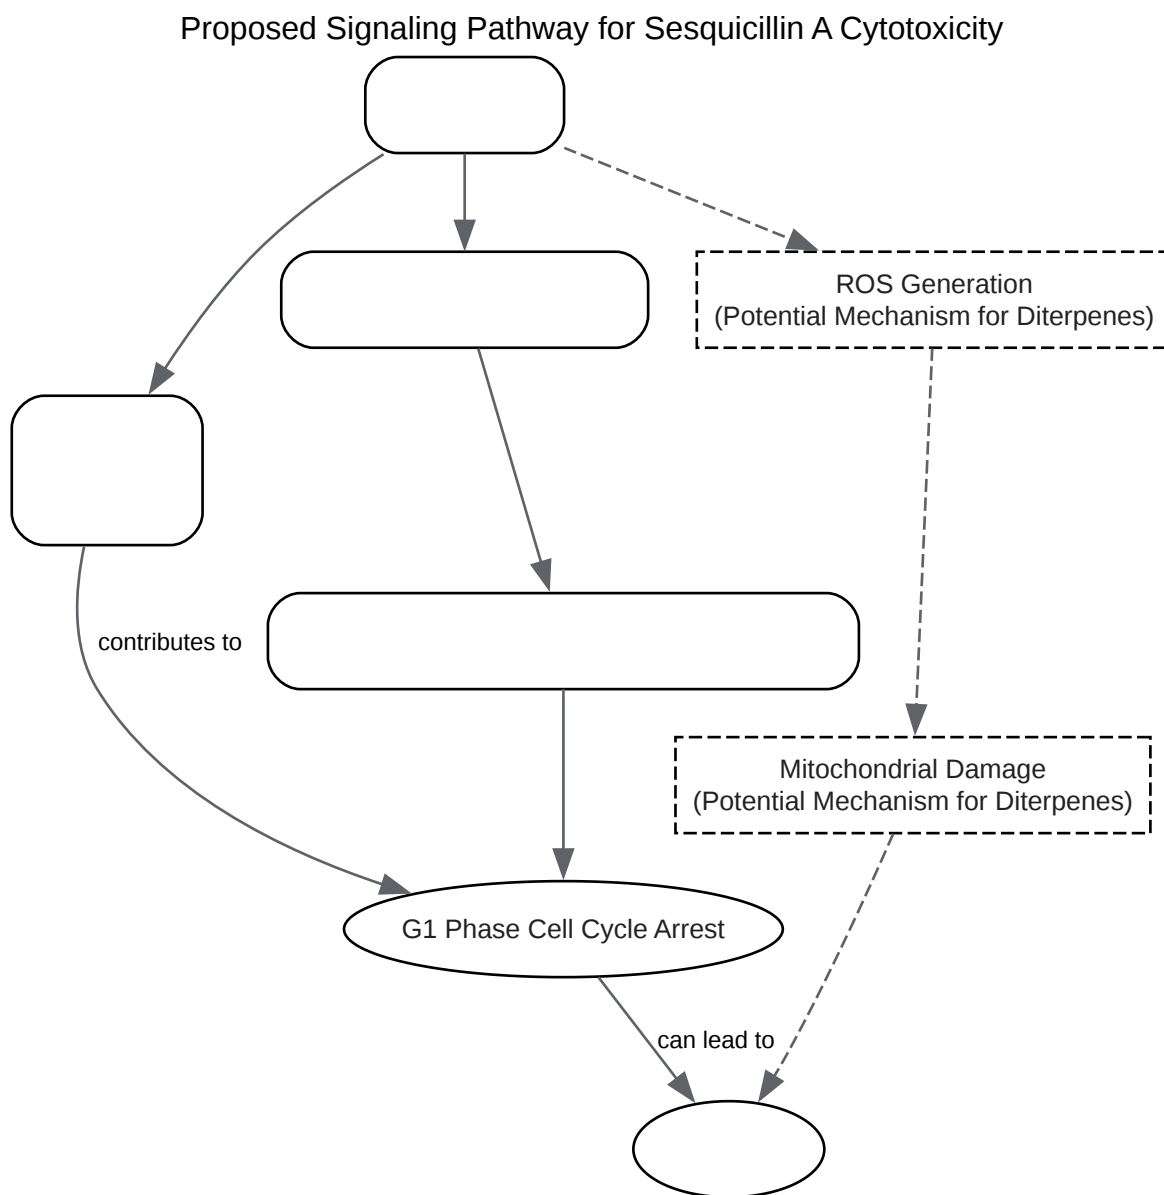 Proposed Signaling Pathway for Sesquicillin A Cytotoxicity
ROS Generation
(Potential Mechanism for Diterpenes)
contributes to
Mitochondrial Damage
(Potential Mechanism for Diterpenes)
G1 Phase Cell Cycle Arrest
can lead to